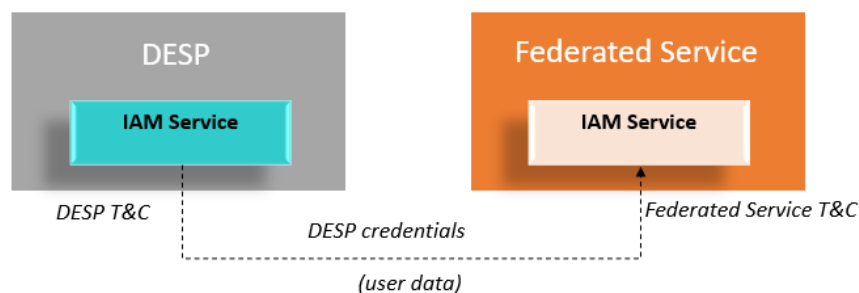 DESP
Federated Service
IAM Service
IAM Service
DESP T&C
Federated Service T&C
DESP credentials
(user data)